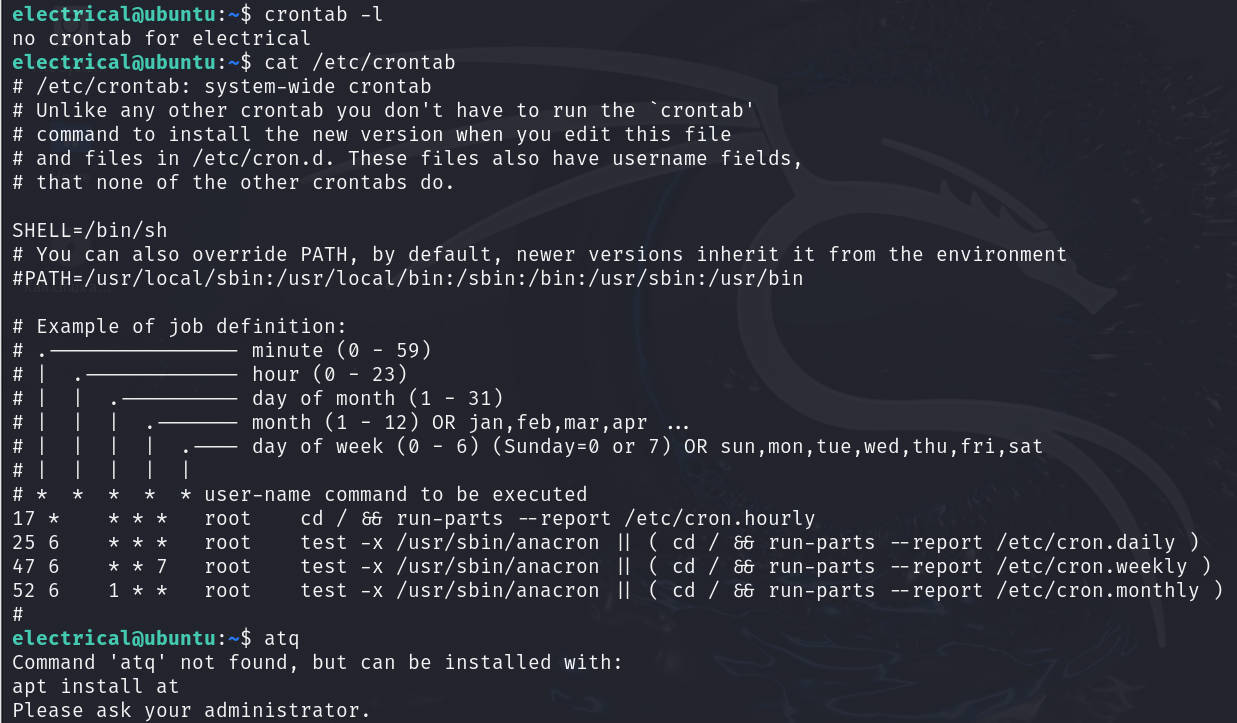 electrical@ubuntu:~$ crontab -l
no crontab for electrical
electrical@ubuntu:~$ cat /etc/crontab
# /etc/crontab: system-wide crontab
# Unlike any other crontab you don't have to run the `crontab'
# command to install the new version when you edit this file
# and files in /etc/cron.d. These files also have username fields,
# that none of the other crontabs do.

SHELL=/bin/sh
# You can also override PATH, by default, newer versions inherit it from the environment
#PATH=/usr/local/sbin:/usr/local/bin:/sbin:/bin:/usr/sbin:/usr/bin

# Example of job definition:
# .---------------- minute (0 - 59)
# |  .------------- hour (0 - 23)
# |  |  .---------- day of month (1 - 31)
# |  |  |  .------- month (1 - 12) OR jan,feb,mar,apr ...
# |  |  |  |  .---- day of week (0 - 6) (Sunday=0 or 7) OR sun,mon,tue,wed,thu,fri,sat
# |  |  |  |  |
# *  *  *  *  * user-name command to be executed
17 *    * * *   root    cd / && run-parts --report /etc/cron.hourly
25 6    * * *   root    test -x /usr/sbin/anacron || ( cd / && run-parts --report /etc/cron.daily )
47 6    * * 7   root    test -x /usr/sbin/anacron || ( cd / && run-parts --report /etc/cron.weekly )
52 6    1 * *   root    test -x /usr/sbin/anacron || ( cd / && run-parts --report /etc/cron.monthly )
#
electrical@ubuntu:~$ atq
Command 'atq' not found, but can be installed with:
apt install at
Please ask your administrator.